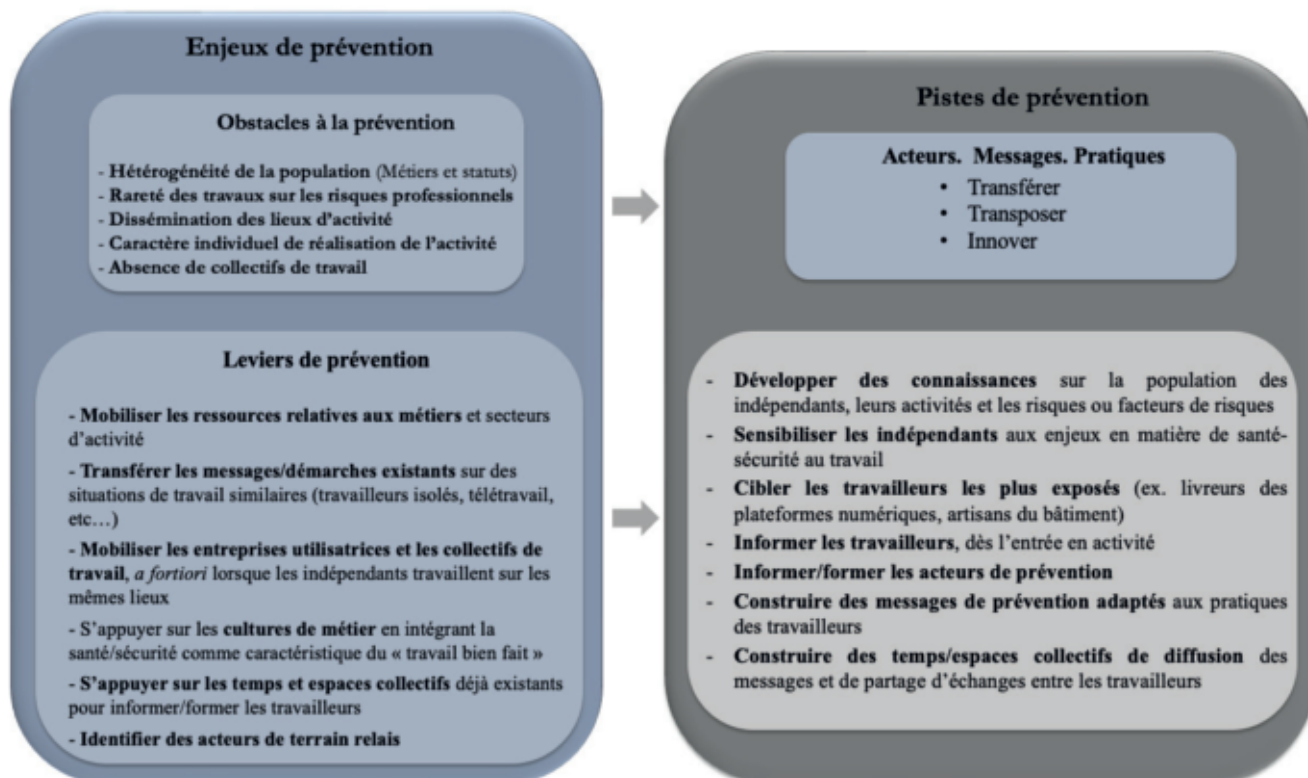 Enjeux de prévention
Obstacles à la prévention
- Hétérogénéité de la population (Métiers et statuts)
- Rareté des travaux sur les risques professionnels
- Dissémination des lieux d'activité
- Caractère individuel de réalisation de l'activité
- Absence de collectifs de travail
Leviers de prévention
- Mobiliser les ressources relatives aux métiers et secteurs
d'activité
- Transférer les messages/démarches existants sur des
situations de travail similaires (travailleurs isolés, télétravail,
etc…)
- Mobiliser les entreprises utilisatrices et les collectifs de
travail, a fortiori lorsque les indépendants travaillent sur les
mêmes lieux
- S'appuyer sur les cultures de métier en intégrant la
santé/sécurité comme caractéristique du « travail bien fait »
- S'appuyer sur les temps et espaces collectifs déjà existants
pour informer/former les travailleurs
- Identifier des acteurs de terrain relais
Pistes de prévention
Acteurs. Messages. Pratiques
• Transférer
• Transposer
• Innover
- Développer des connaissances sur la population des
indépendants, leurs activités et les risques ou facteurs de risques
- Sensibiliser les indépendants aux enjeux en matière de santé-
sécurité au travail
- Cibler les travailleurs les plus exposés (ex. livreurs des
plateformes numériques, artisans du bâtiment)
- Informer les travailleurs, dès l'entrée en activité
- Informer/former les acteurs de prévention
- Construire des messages de prévention adaptés aux pratiques
des travailleurs
- Construire des temps/espaces collectifs de diffusion des
messages et de partage d'échanges entre les travailleurs